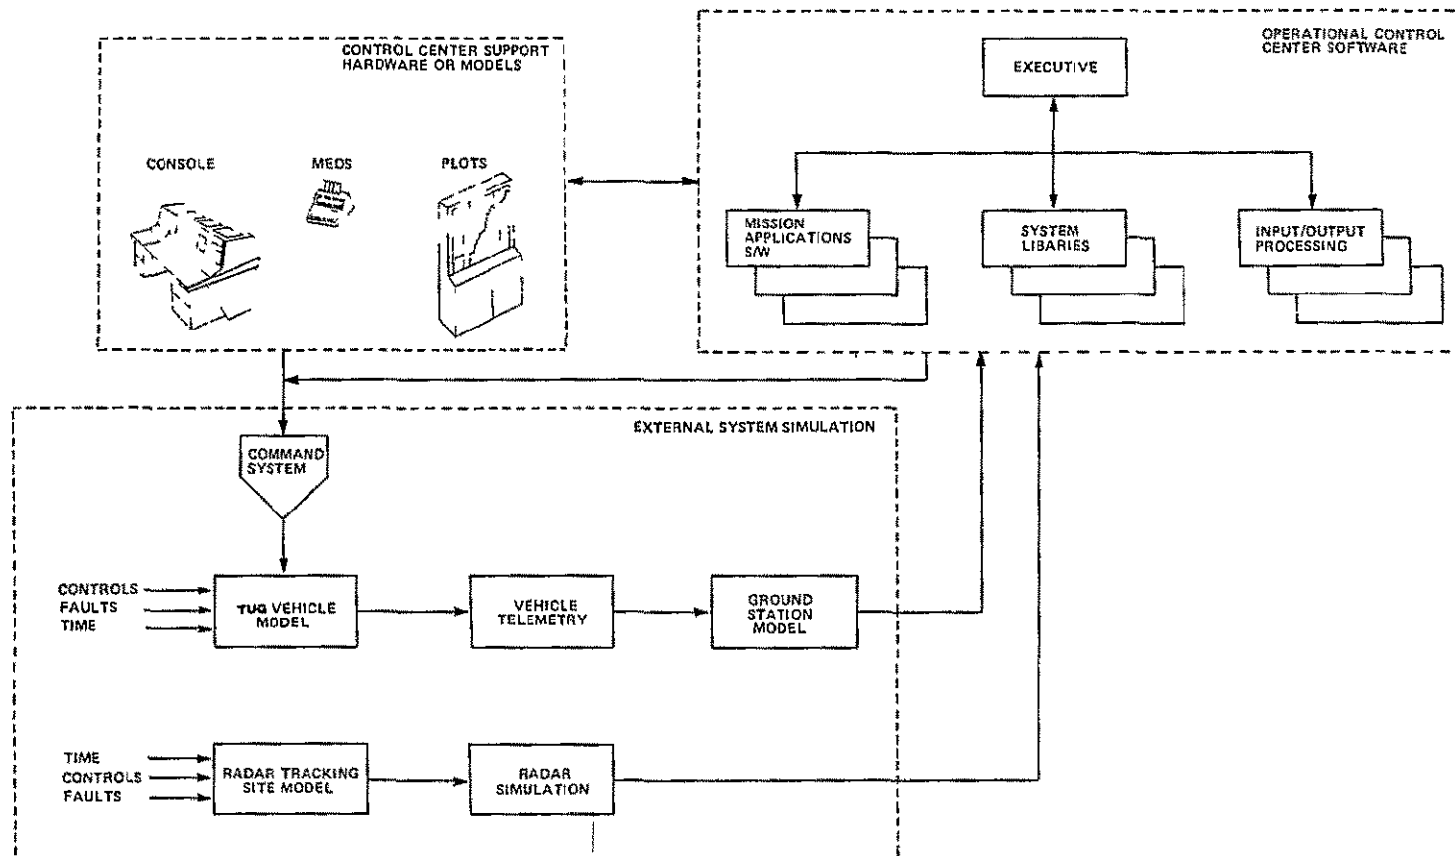 CONTROL CENTER SUPPORT
HARDWARE OR MODELS
CONSOLE
MEDS
PLOTS
OPERATIONAL CONTROL
CENTER SOFTWARE
EXECUTIVE
MISSION
APPLICATIONS
S/W
SYSTEM
LIBARIES
INPUT/OUTPUT
PROCESSING
EXTERNAL SYSTEM SIMULATION
COMMAND
SYSTEM
CONTROLS
FAULTS
TIME
TUG VEHICLE
MODEL
VEHICLE
TELEMETRY
GROUND
STATION
MODEL
TIME
CONTROLS
FAULTS
RADAR TRACKING
SITE MODEL
RADAR
SIMULATION